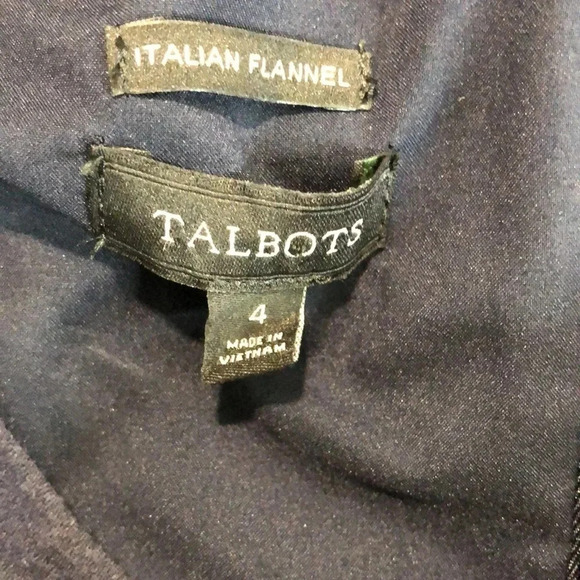 ITALIAN FLANNEL
TALBOTS
4
MADE IN
VIETNAM